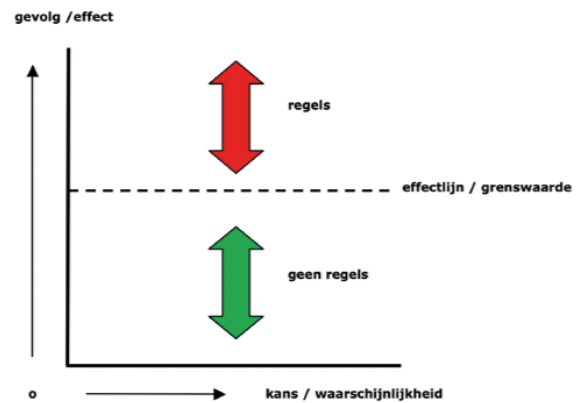 gevolg /effect
regels
effectlijn / grenswaarde
geen regels
o
kans / waarschijnlijkheid